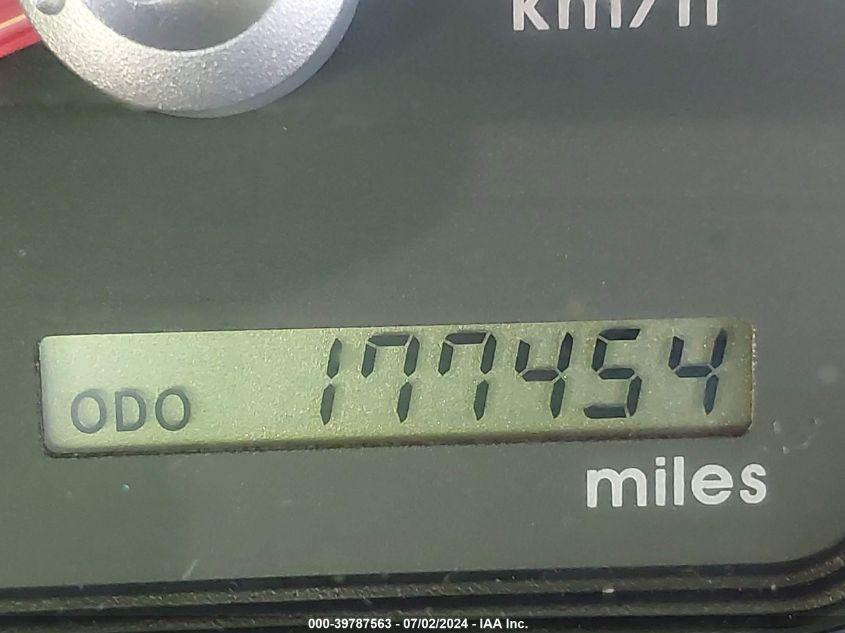 km/h
ODO 177454
miles
000-39787563 - 07/02/2024 - IAA Inc.